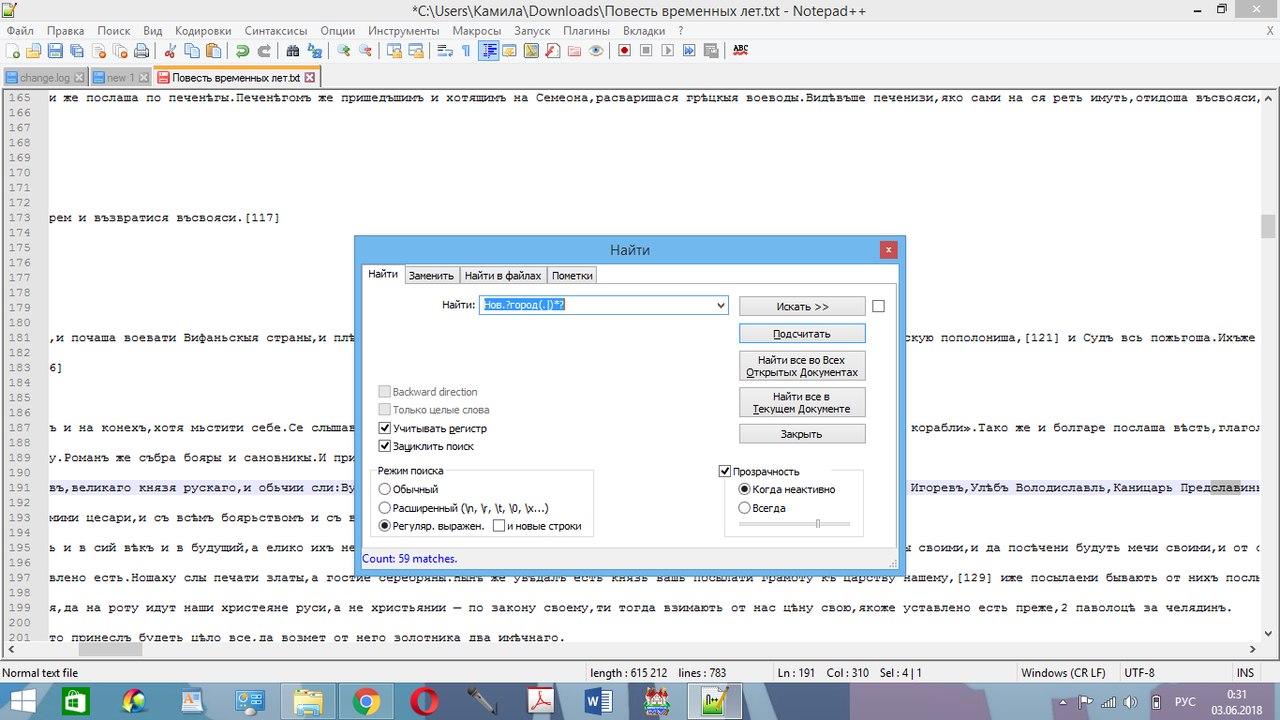 *C:\Users\Камила\Downloads\Повесть временных лет.txt - Notepad++
Файл Правка Поиск Вид Кодировки Синтаксисы Опции Инструменты Макросы Запуск Плагины Вкладки ? X
change.log new 1 Повесть временных лет.txt
165 и же послаша по печенѣгы.Печенѣгомъ же пришедъшимъ и хотящимъ на Семеона,расваришася грѣцкыя воеводы.Видѣвъше печенизи,яко сами на ся реть имуть,отидоша въсвояси,
166
167
168
169
170
171
172
173 рем и възвратися въсвояси.[117]
174
175
176
177
178
179
180
181 ,и почаша воевати Вифаньскыя страны,и плѣ скую пополониша,[121] и Судъ всь пожьгоша.Ихъже
182
183 6]
184
185
186
187 ъ и на конехъ,хотя мьстити себе.Се слышав корабли».Тако же и болгаре послаша вѣсть,глагол
188
189 у.Романъ же събра бояры и сановникы.И при
190
191 въ,великаго князя рускаго,и обьчии сли:Ву Игоревъ,Улѣбъ Володиславль,Каницарь Предславинъ
192
193 мими цесари,и съ всѣмъ боярьством и съ в
194
195 ь и в сий вѣкъ и в будущий,а елико ихъ не ы своими,и да посѣчени будуть мечи своими,и от с
196
197 влено есть.Ношаху слы печати златы,а гостие серебряны.Нынѣ же увѣдалъ есть князь вашь посылати грамоту къ царству нашему,[129] иже посылаеми бывають от нихъ посль
198
199 я,да на роту идут наши христеяне руси,а не христьянии — по закону своему,ти тогда взимають от нас цѣну свою,якоже уставлено есть преже,2 паволоцѣ за челядинъ.
200
201 то принеслъ будеть цѣло все,да возмет от него золотника два имѣчнаго.
Найти
Найти Заменить Найти в файлах Пометки
Найти: Нов.?город(.|)*?
Искать >>
Подсчитать
Найти все во Всех
Открытых Документах
Найти все в
Текущем Документе
Закрыть
Backward direction
Только целые слова
Учитывать регистр
Зациклить поиск
Режим поиска
Обычный
Расширенный (\n, \r, \t, \0, \x...)
Регуляр. выражен. и новые строки
Прозрачность
Когда неактивно
Всегда
Count: 59 matches.
Normal text file length : 615 212 lines : 783 Ln : 191 Col : 310 Sel : 4 | 1 Windows (CR LF) UTF-8 INS
РУС 0:31
03.06.2018